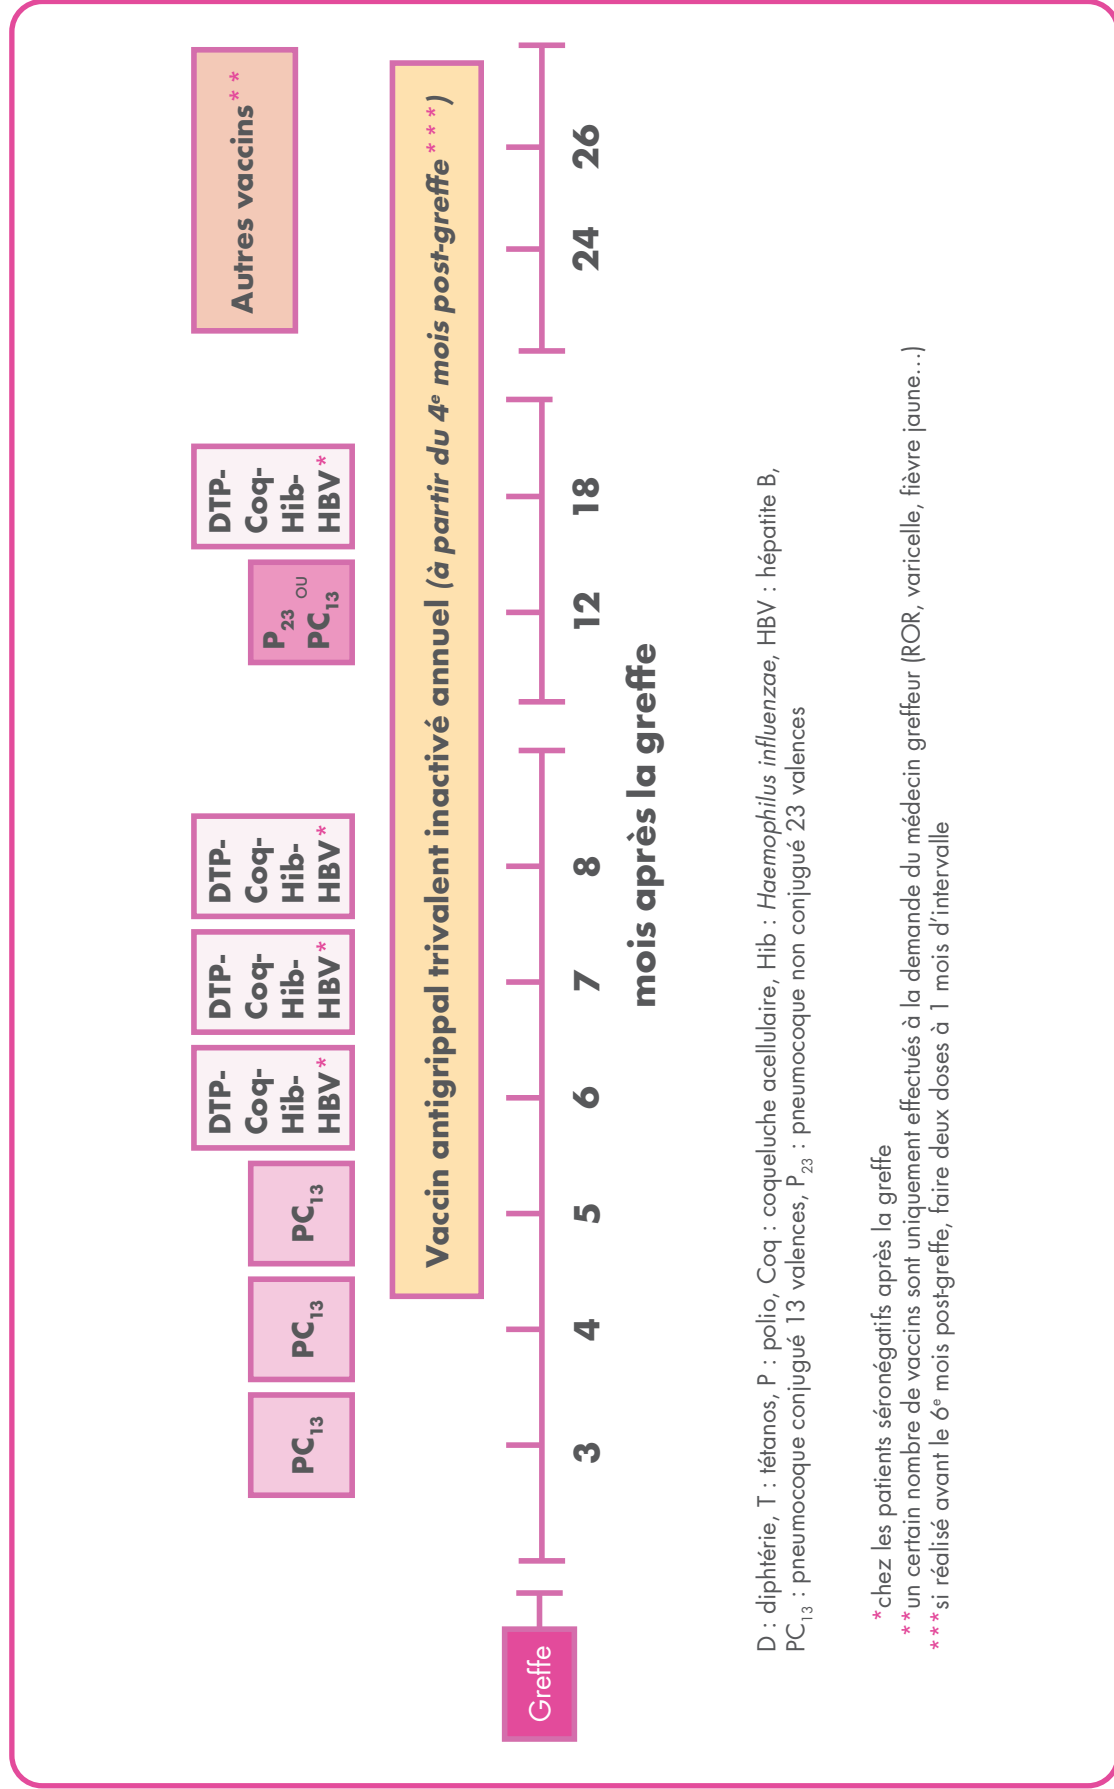 Autres vaccins**
DTP-
Coq-
Hib-
HBV*
DTP-
Coq-
Hib-
HBV*
DTP-
Coq-
Hib-
HBV*
DTP-
Coq-
Hib-
HBV*
PC13
PC13
PC13
P23 OU
PC13
Vaccin antigrippal trivalent inactivé annuel (à partir du 4e mois post-greffe***)
Greffe
3 4 5 6 7 8 12 18 24 26
mois après la greffe
D : diphtérie, T : tétanos, P : polio, Coq : coqueluche acellulaire, Hib : Haemophilus influenzae, HBV : hépatite B,
PC13 : pneumocoque conjugué 13 valences, P23 : pneumocoque non conjugué 23 valences
*chez les patients séronégatifs après la greffe
**un certain nombre de vaccins sont uniquement effectués à la demande du médecin greffeur (ROR, varicelle, fièvre jaune…)
***si réalisé avant le 6e mois post-greffe, faire deux doses à 1 mois d'intervalle